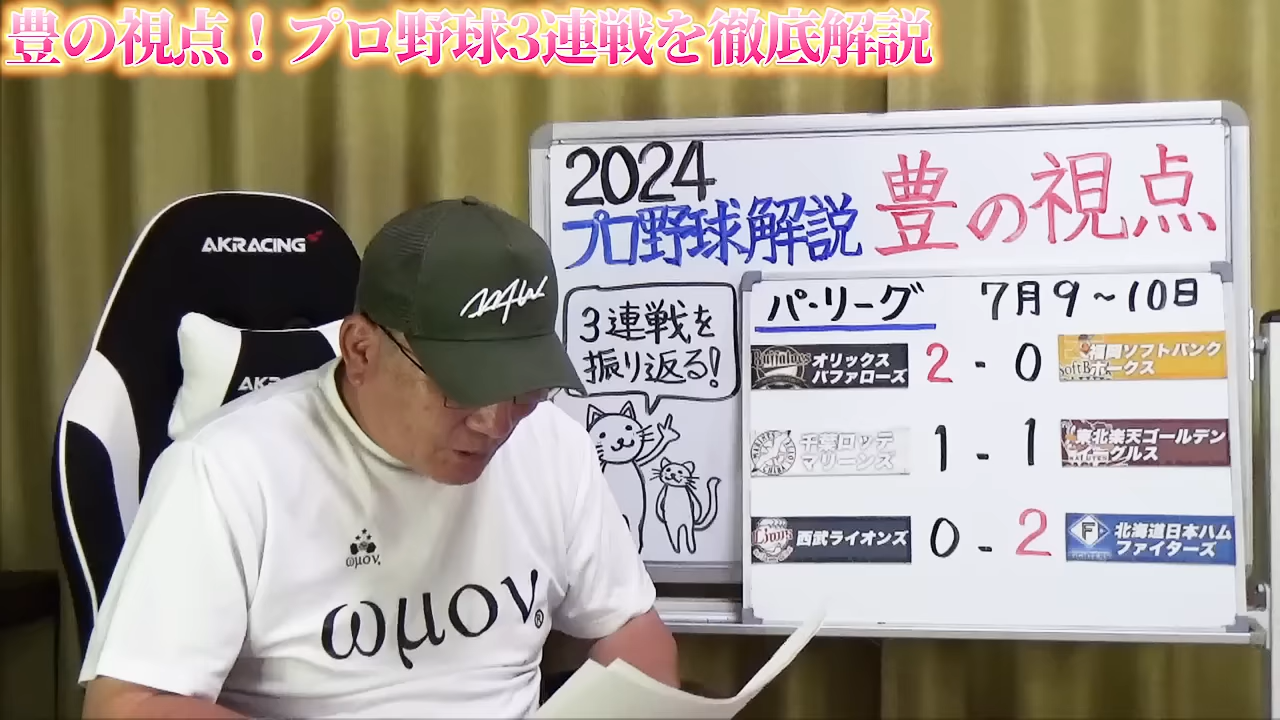 豊の視点！プロ野球3連戦を徹底解説
2024
プロ野球解説 豊の視点
3連戦を
振り返る！
パ・リーグ 7月9～10日
オリックス
バファローズ
2 - 0
福岡ソフトバンク
ホークス
千葉ロッテ
マリーンズ
1 - 1
東北楽天ゴールデン
グルス
西武ライオンズ
0 - 2
北海道日本ハム
ファイターズ
AKRACING
ωμον
ωμον®